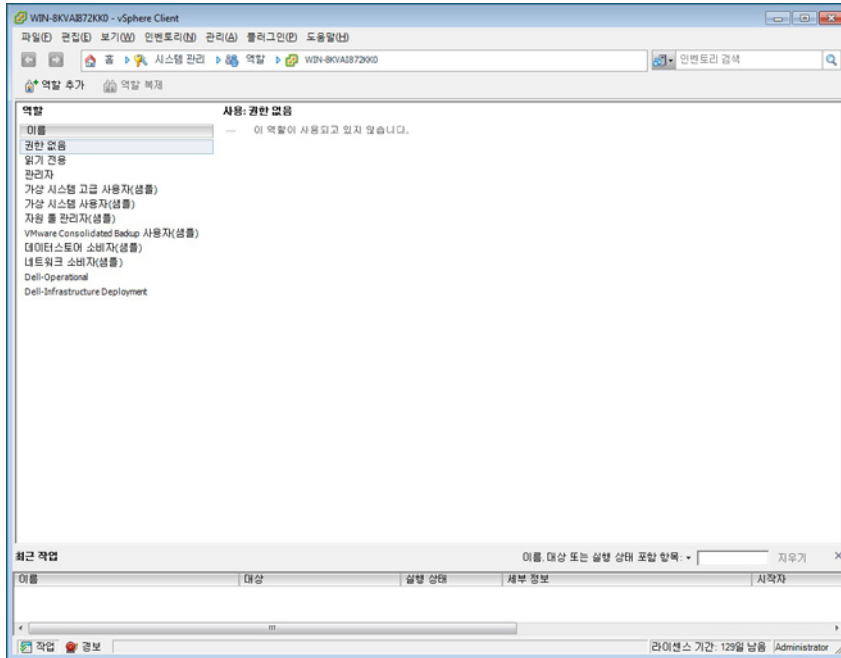 WIN-8KVAI872KK0 - vSphere Client
파일(F) 편집(E) 보기(W) 인벤토리(N) 관리(A) 플러그인(P) 도움말(H)
홈 시스템 관리 역할 WIN-8KVAI872KK0
인벤토리 검색
역할 추가 역할 복제
역할
이름
권한 없음
읽기 전용
관리자
가상 시스템 고급 사용자(샘플)
가상 시스템 사용자(샘플)
자원 풀 관리자(샘플)
VMware Consolidated Backup 사용자(샘플)
데이터스토어 소비자(샘플)
네트워크 소비자(샘플)
Dell-Operational
Dell-Infrastructure Deployment
사용: 권한 없음
이 역할이 사용되고 있지 않습니다.
최근 작업
이름, 대상 또는 실행 상태 포함 항목: 지우기
이름 대상 실행 상태 세부 정보 시작자
작업 경보
라이센스 기간: 129일 남음 Administrator